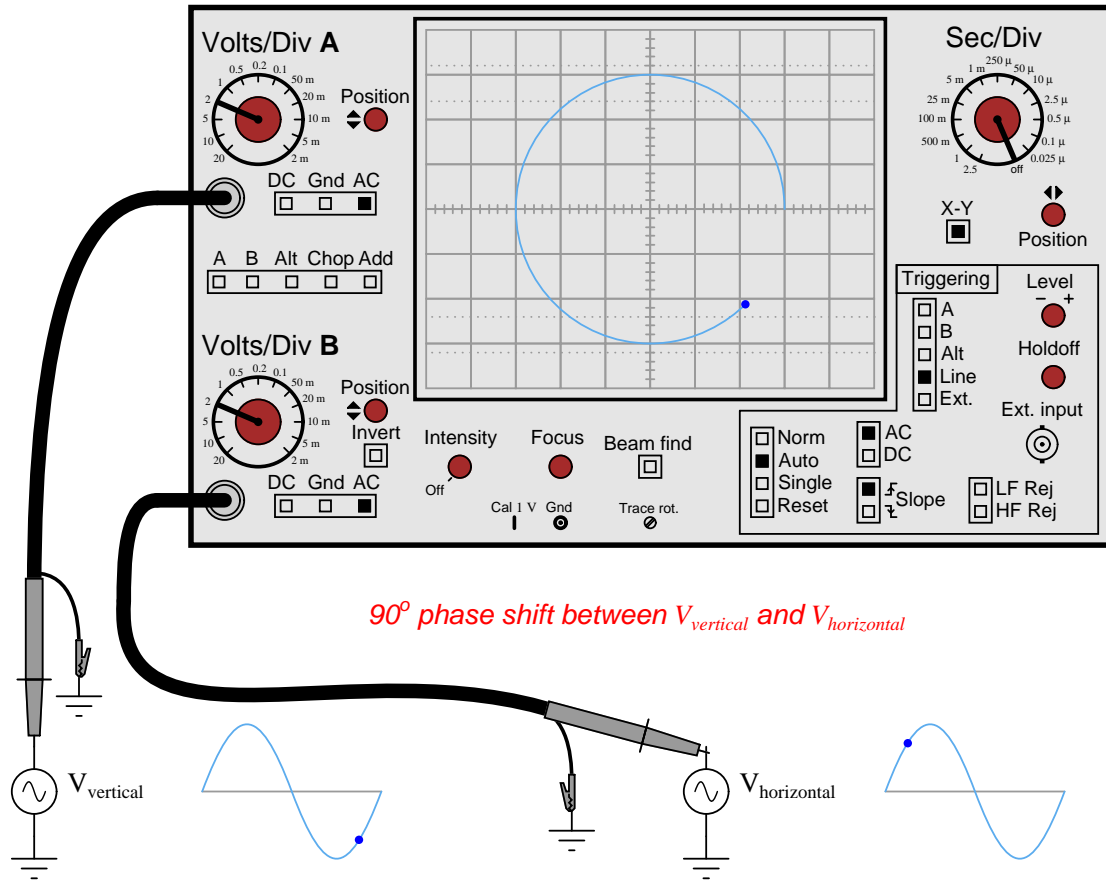 Volts/Div A
0.5 0.2 0.1
1 50 m
2 20 m
5 10 m
10 5 m
20 2 m
Position
DC Gnd AC
A B Alt Chop Add
Volts/Div B
0.5 0.2 0.1
1 50 m
2 20 m
5 10 m
10 5 m
20 2 m
Position
Invert
DC Gnd AC
Intensity
Off
Focus
Beam find
Cal 1 V Gnd
Trace rot.
Sec/Div
250 µ
1 m 50 µ
5 m 10 µ
25 m 2.5 µ
100 m 0.5 µ
500 m 0.1 µ
1 0.025 µ
2.5 off
X-Y
Position
Triggering
A
B
Alt
Line
Ext.
Level
− +
Holdoff
Ext. input
Norm
Auto
Single
Reset
AC
DC
Slope
LF Rej
HF Rej
90o phase shift between Vvertical and Vhorizontal
Vvertical
Vhorizontal